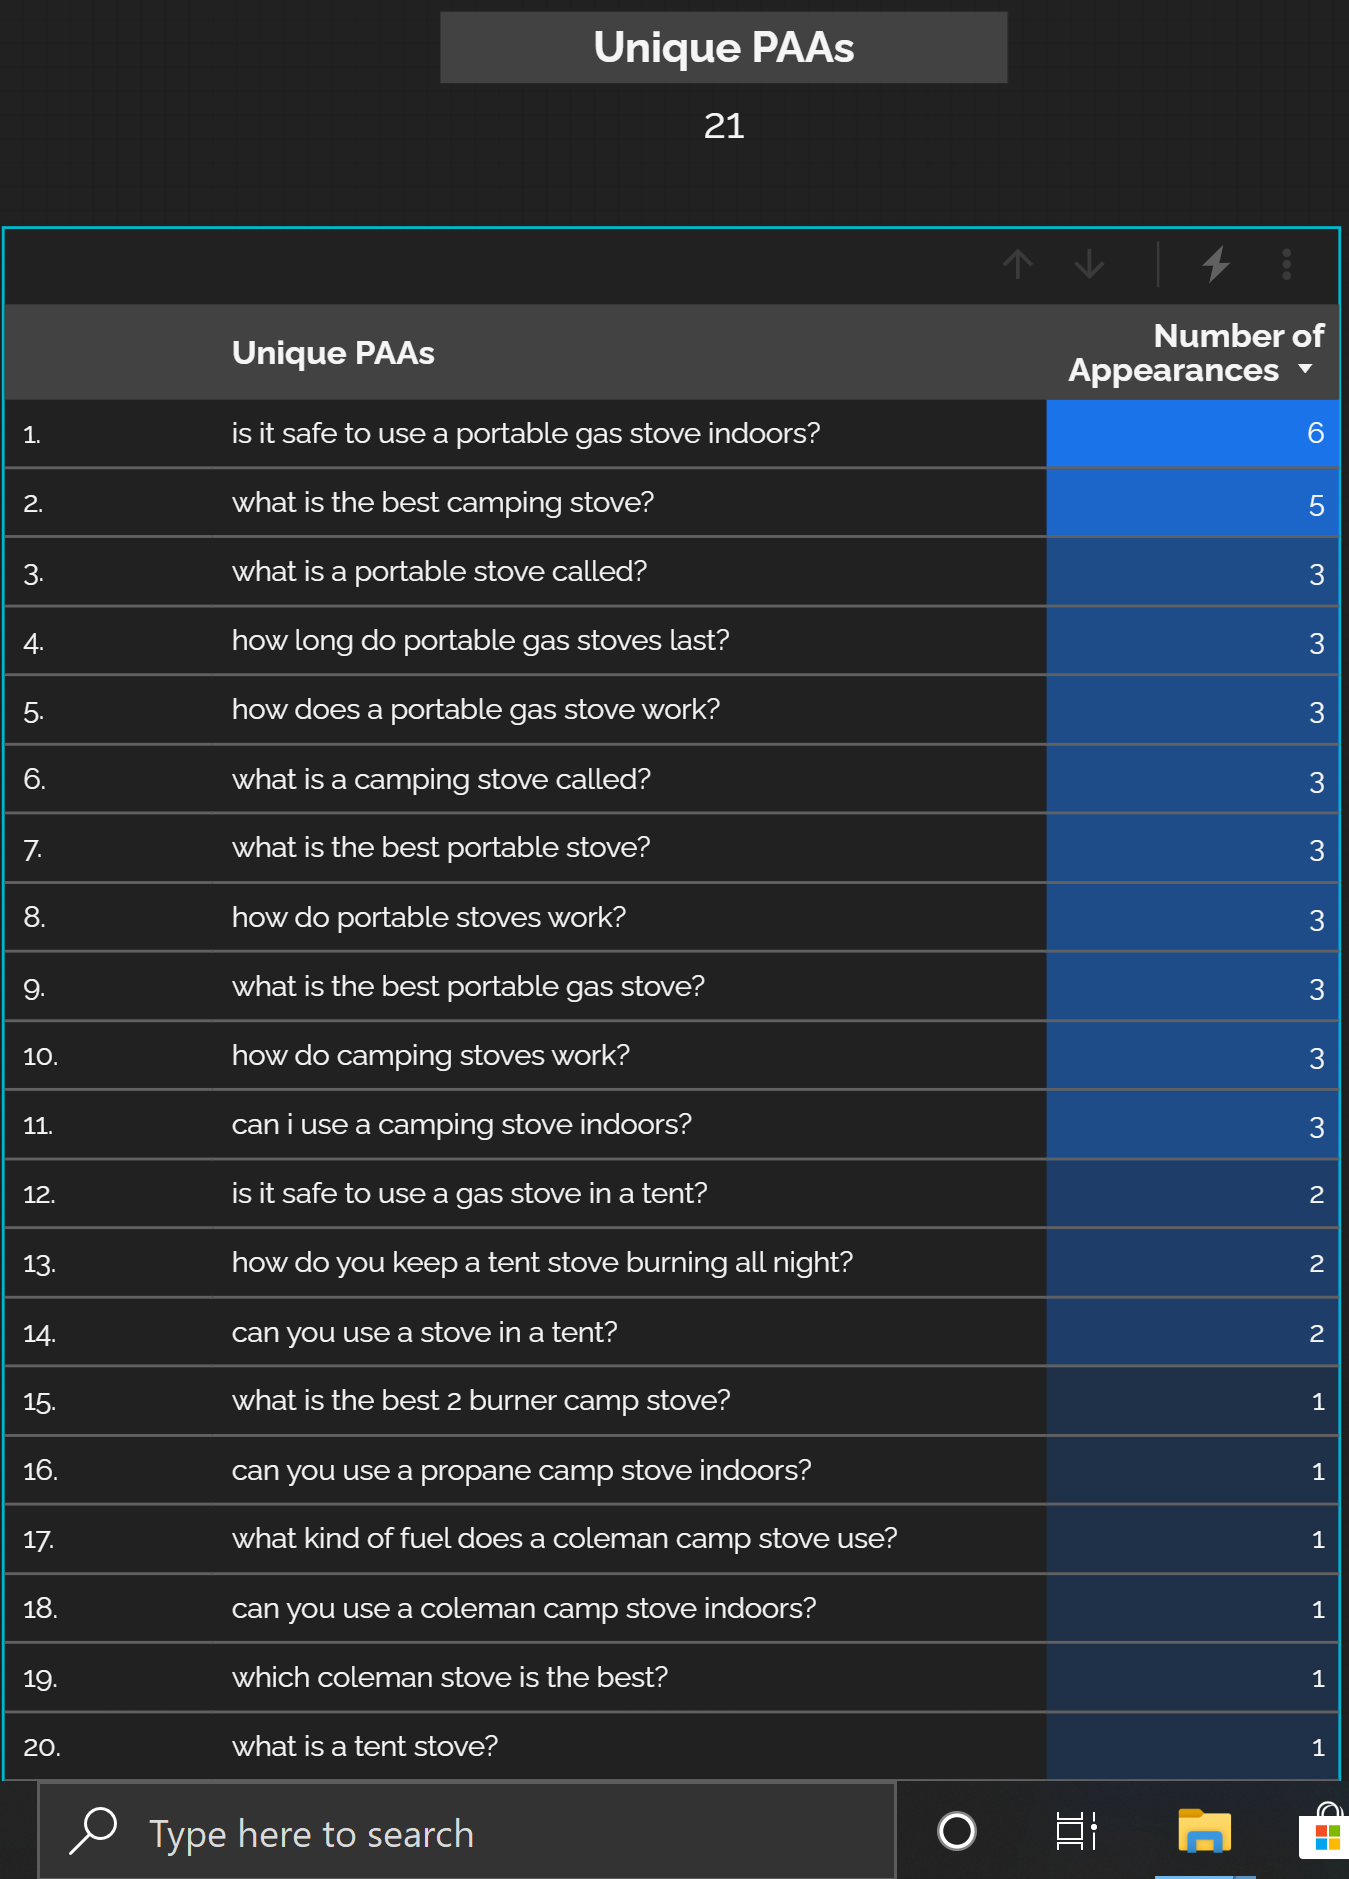 Unique PAAs
21
Unique PAAs
Number of
Appearances
1. is it safe to use a portable gas stove indoors? 6
2. what is the best camping stove? 5
3. what is a portable stove called? 3
4. how long do portable gas stoves last? 3
5. how does a portable gas stove work? 3
6. what is a camping stove called? 3
7. what is the best portable stove? 3
8. how do portable stoves work? 3
9. what is the best portable gas stove? 3
10. how do camping stoves work? 3
11. can i use a camping stove indoors? 3
12. is it safe to use a gas stove in a tent? 2
13. how do you keep a tent stove burning all night? 2
14. can you use a stove in a tent? 2
15. what is the best 2 burner camp stove? 1
16. can you use a propane camp stove indoors? 1
17. what kind of fuel does a coleman camp stove use? 1
18. can you use a coleman camp stove indoors? 1
19. which coleman stove is the best? 1
20. what is a tent stove? 1
Type here to search